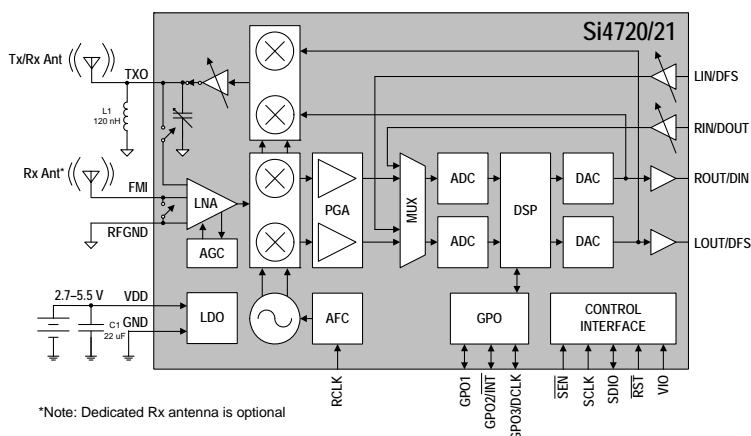 Si4720/21
Tx/Rx Ant
TXO
LIN/DFS
L1
120 nH
RIN/DOUT
Rx Ant*
FMI
LNA
PGA
MUX
ADC
ADC
DSP
DAC
DAC
ROUT/DIN
LOUT/DFS
RFGND
AGC
2.7–5.5 V
VDD
GND
C1
22 uF
LDO
AFC
GPO
CONTROL
INTERFACE
RCLK
GPO1
GPO2/INT
GPO3/DCLK
SEN
SCLK
SDIO
RST
VIO
*Note: Dedicated Rx antenna is optional